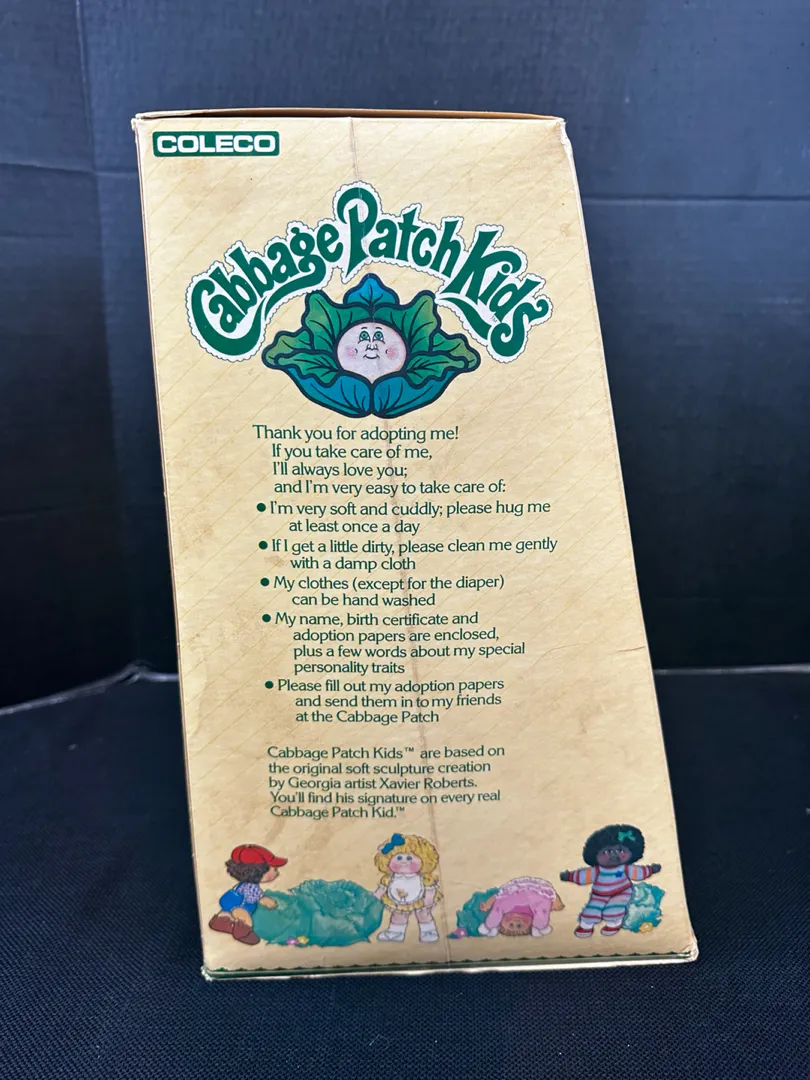 COLECO
Cabbage Patch Kids™
Thank you for adopting me!
If you take care of me,
I'll always love you;
and I'm very easy to take care of:
• I'm very soft and cuddly; please hug me
at least once a day
• If I get a little dirty, please clean me gently
with a damp cloth
• My clothes (except for the diaper)
can be hand washed
• My name, birth certificate and
adoption papers are enclosed,
plus a few words about my special
personality traits
• Please fill out my adoption papers
and send them in to my friends
at the Cabbage Patch
Cabbage Patch Kids™ are based on
the original soft sculpture creation
by Georgia artist Xavier Roberts.
You'll find his signature on every real
Cabbage Patch Kid.™